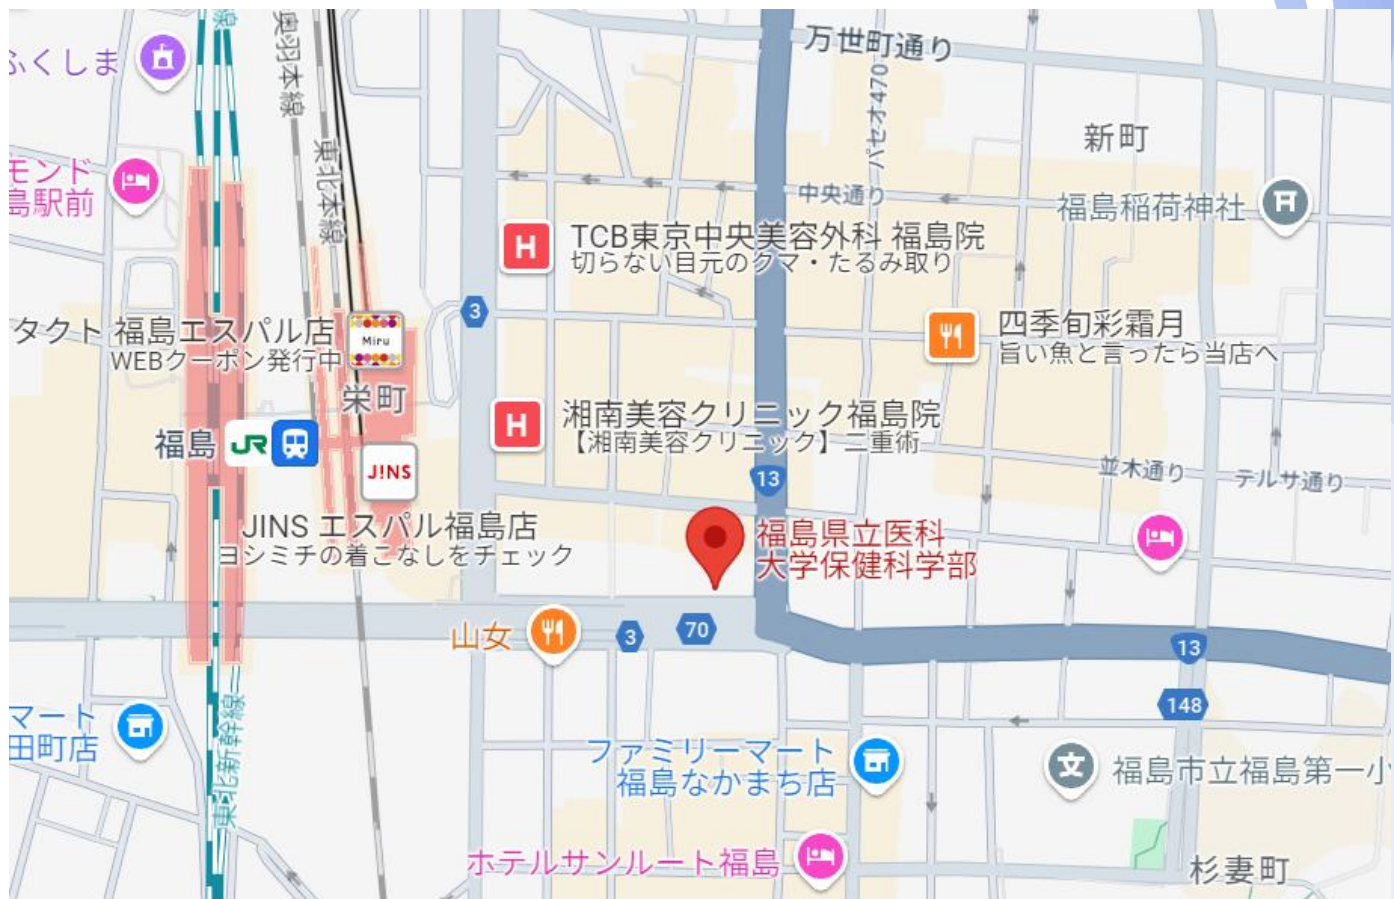 線
奥羽本線
万世町通り
ふくしま
パセオ470
新町
東北本線
モンド
島駅前
中央通り
福島稲荷神社
H
TCB東京中央美容外科 福島院
切らない目元のクマ・たるみ取り
3
タクト 福島エスパル店
WEBクーポン発行中
Miru
四季旬彩霜月
旨い魚と言ったら当店へ
栄町
H
湘南美容クリニック福島院
【湘南美容クリニック】二重術
福島
JR
J!NS
13
並木通り
テルサ通り
JINS エスパル福島店
ヨシミチの着こなしをチェック
福島県立医科
大学保健科学部
山女
3
70
13
148
マート
田町店
東北新幹線
ファミリーマート
福島なかまち店
文
福島市立福島第一小
ホテルサンルート福島
杉妻町